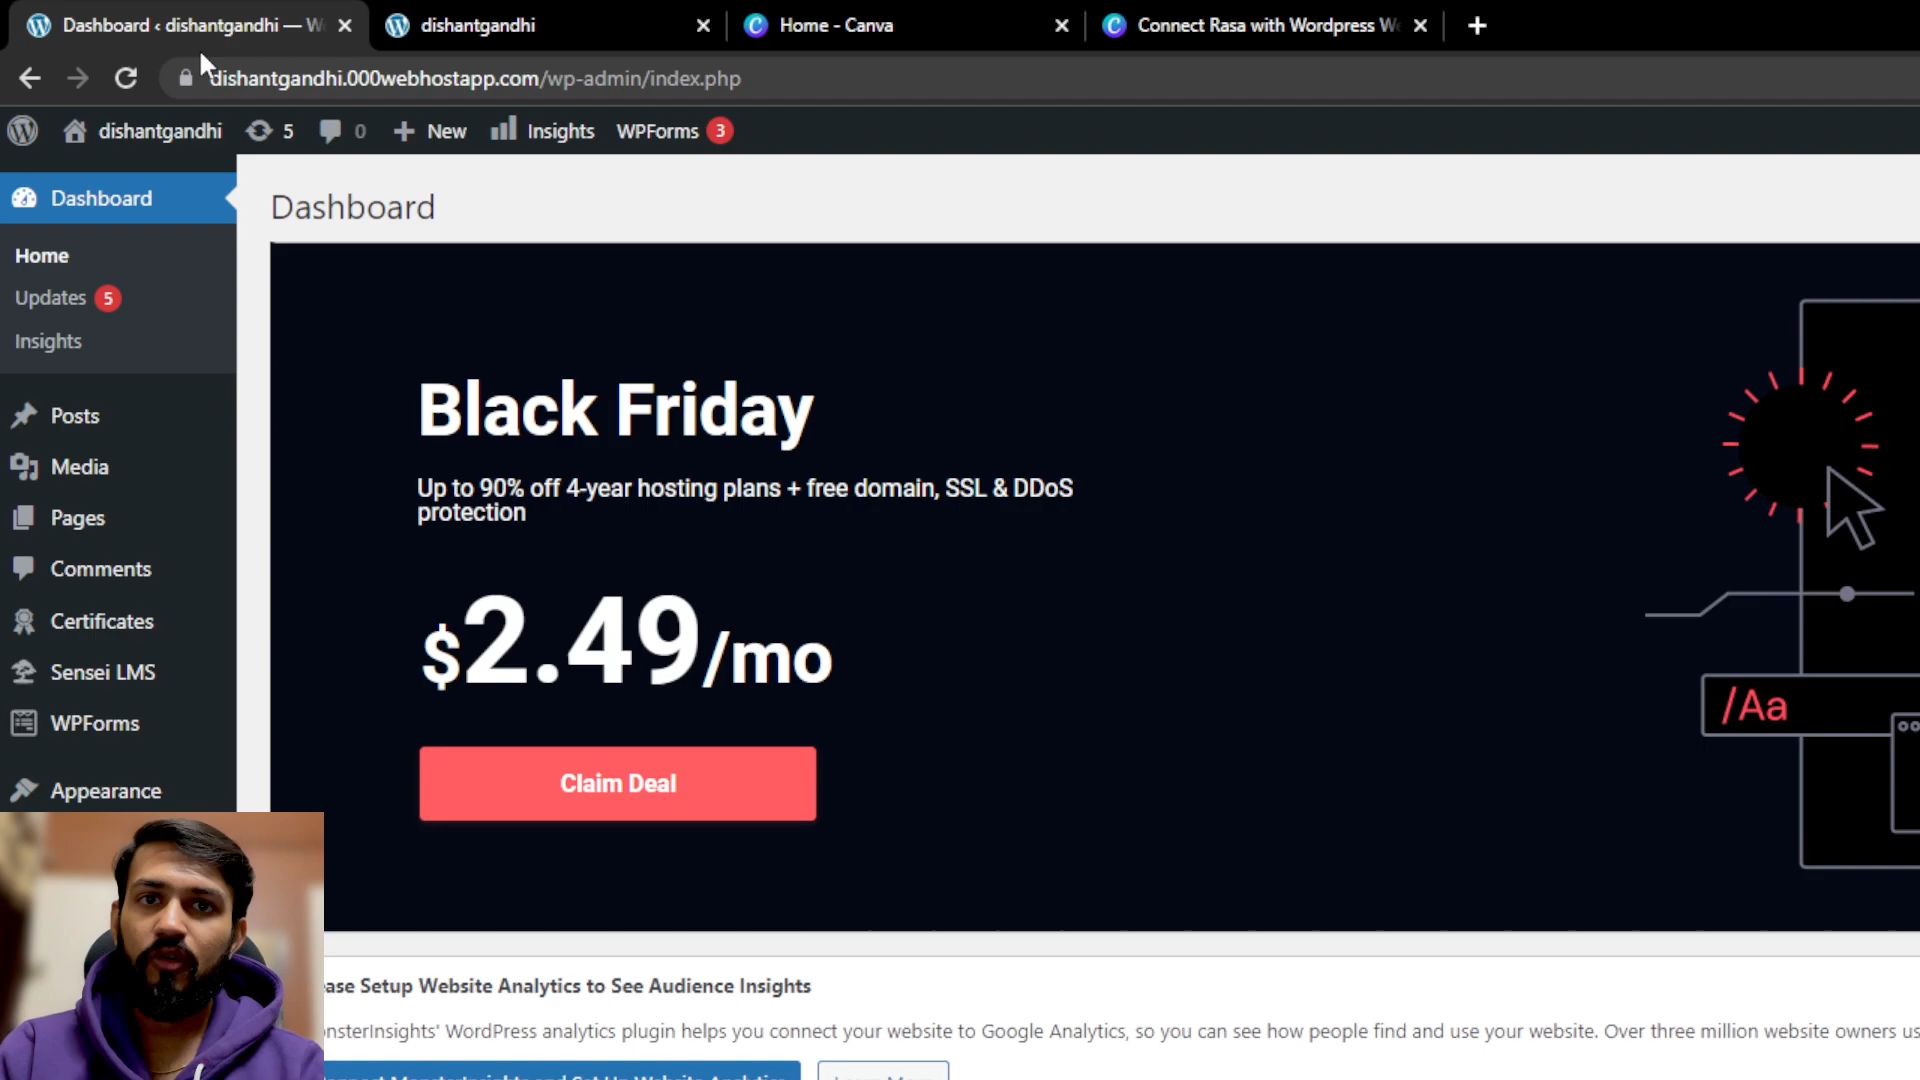 Dashboard ‹ dishantgandhi — W
dishantgandhi
Home - Canva
Connect Rasa with Wordpress We
dishantgandhi.000webhostapp.com/wp-admin/index.php
dishantgandhi
5
0
New
Insights
WPForms
3
Dashboard
Home
Updates
5
Insights
Posts
Media
Pages
Comments
Certificates
Sensei LMS
WPForms
Appearance
Dashboard
Black Friday
Up to 90% off 4-year hosting plans + free domain, SSL & DDoS
protection
$2.49/mo
Claim Deal
/Aa
ase Setup Website Analytics to See Audience Insights
onsterInsights' WordPress analytics plugin helps you connect your website to Google Analytics, so you can see how people find and use your website. Over three million website owners us